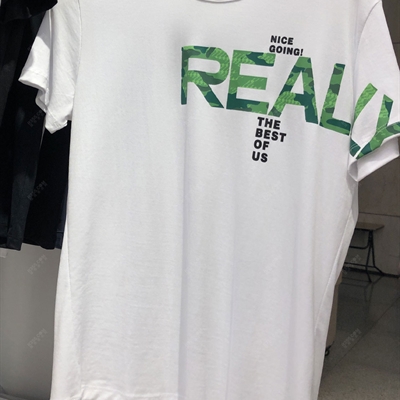 NICE
GOING!
REALLY
THE
BEST
OF
US